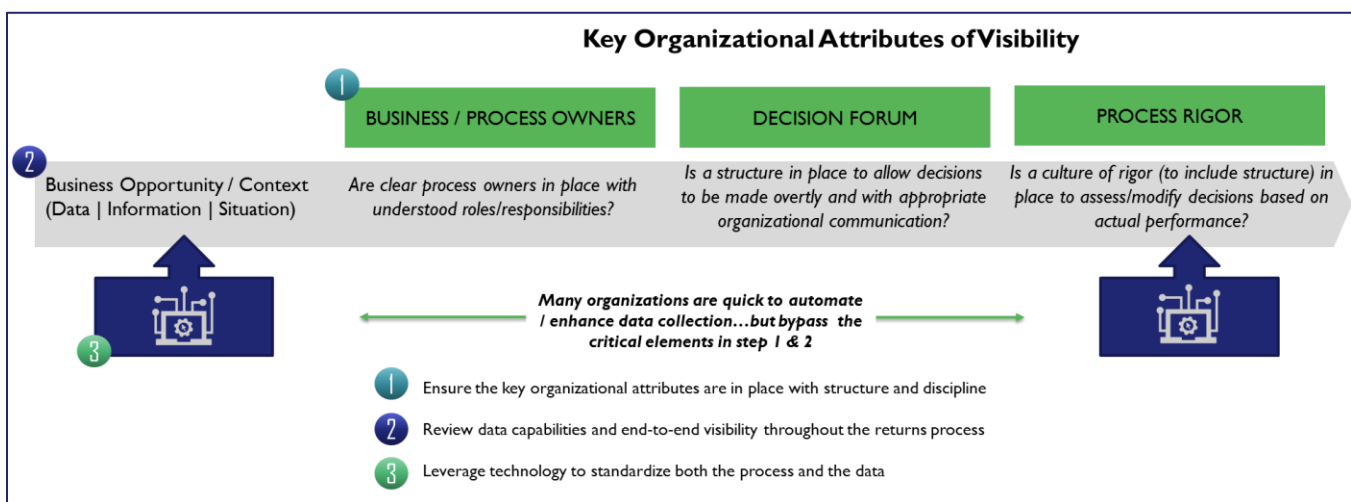 Key Organizational Attributes of Visibility
1
BUSINESS / PROCESS OWNERS
DECISION FORUM
PROCESS RIGOR
2
Business Opportunity / Context
(Data | Information | Situation)
Are clear process owners in place with
understood roles/responsibilities?
Is a structure in place to allow decisions
to be made overtly and with appropriate
organizational communication?
Is a culture of rigor (to include structure) in
place to assess/modify decisions based on
actual performance?
3
Many organizations are quick to automate
/ enhance data collection...but bypass the
critical elements in step 1 & 2
1 Ensure the key organizational attributes are in place with structure and discipline
2 Review data capabilities and end-to-end visibility throughout the returns process
3 Leverage technology to standardize both the process and the data